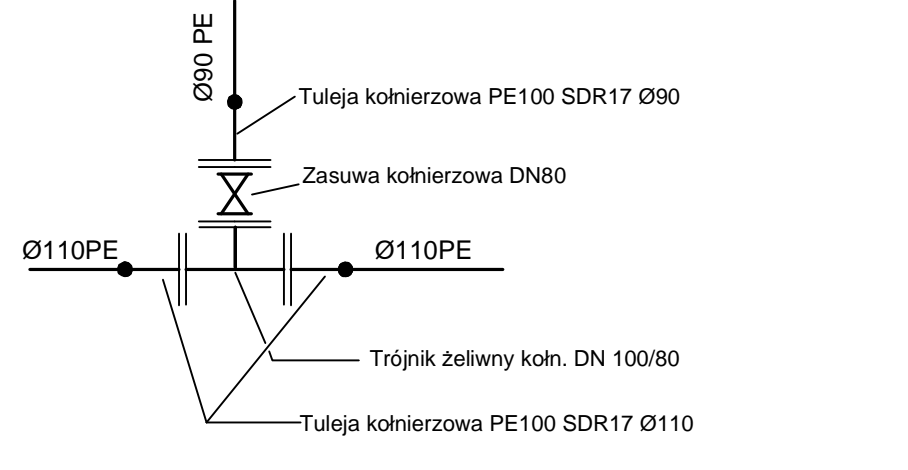 Ø90 PE
Tuleja kołnierzowa PE100 SDR17 Ø90
Zasuwa kołnierzowa DN80
Ø110PE
Ø110PE
Trójnik żeliwny kołn. DN 100/80
Tuleja kołnierzowa PE100 SDR17 Ø110